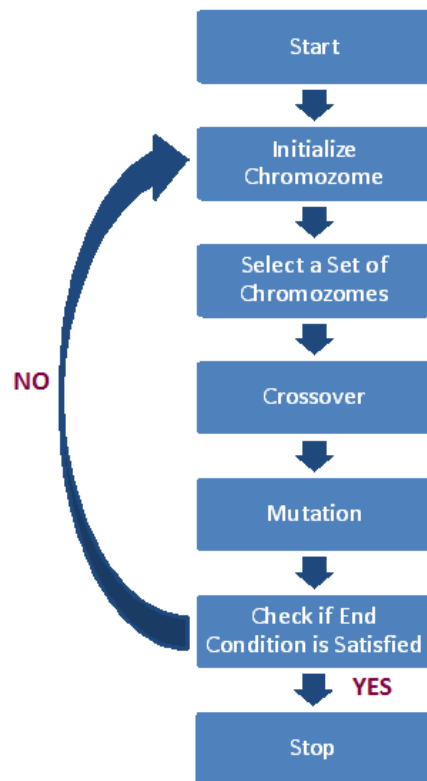 Start
Initialize
Chromozome
Select a Set of
Chromozomes
NO
Crossover
Mutation
Check if End
Condition is Satisfied
YES
Stop